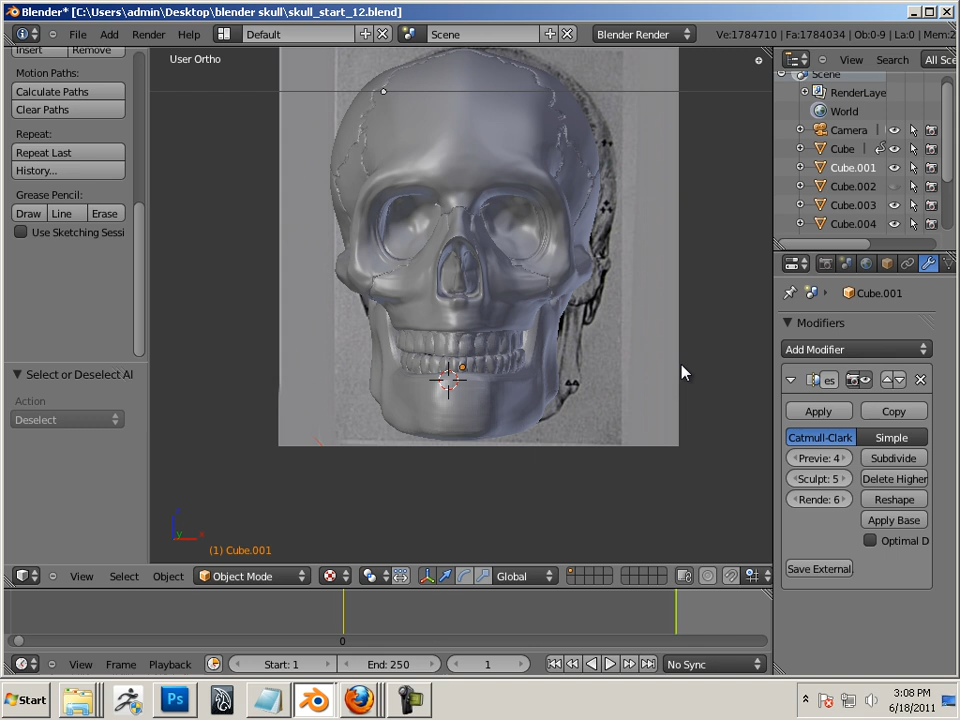 Blender* [C:\Users\admin\Desktop\blender skull\skull_start_12.blend]
File Add Render Help Default Scene Blender Render Ve:1784710 | Fa:1784034 | Ob:0-9 | La:0 | Mem:2
Insert Remove
Motion Paths:
Calculate Paths
Clear Paths
Repeat:
Repeat Last
History...
Grease Pencil:
Draw Line Erase
Use Sketching Sessi
Select or Deselect Al
Action
Deselect
User Ortho
z
y x
(1) Cube.001
View Select Object Object Mode Global
0
View Frame Playback Start: 1 End: 250 1 No Sync
View Search All Sce
Scene
RenderLaye
World
Camera
Cube
Cube.001
Cube.002
Cube.003
Cube.004
Cube.001
Modifiers
Add Modifier
es
Apply Copy
Catmull-Clark Simple
Previe: 4 Subdivide
Sculpt: 5 Delete Higher
Rende: 6 Reshape
Apply Base
Optimal D
Save External.
Start Ps 3:08 PM
6/18/2011